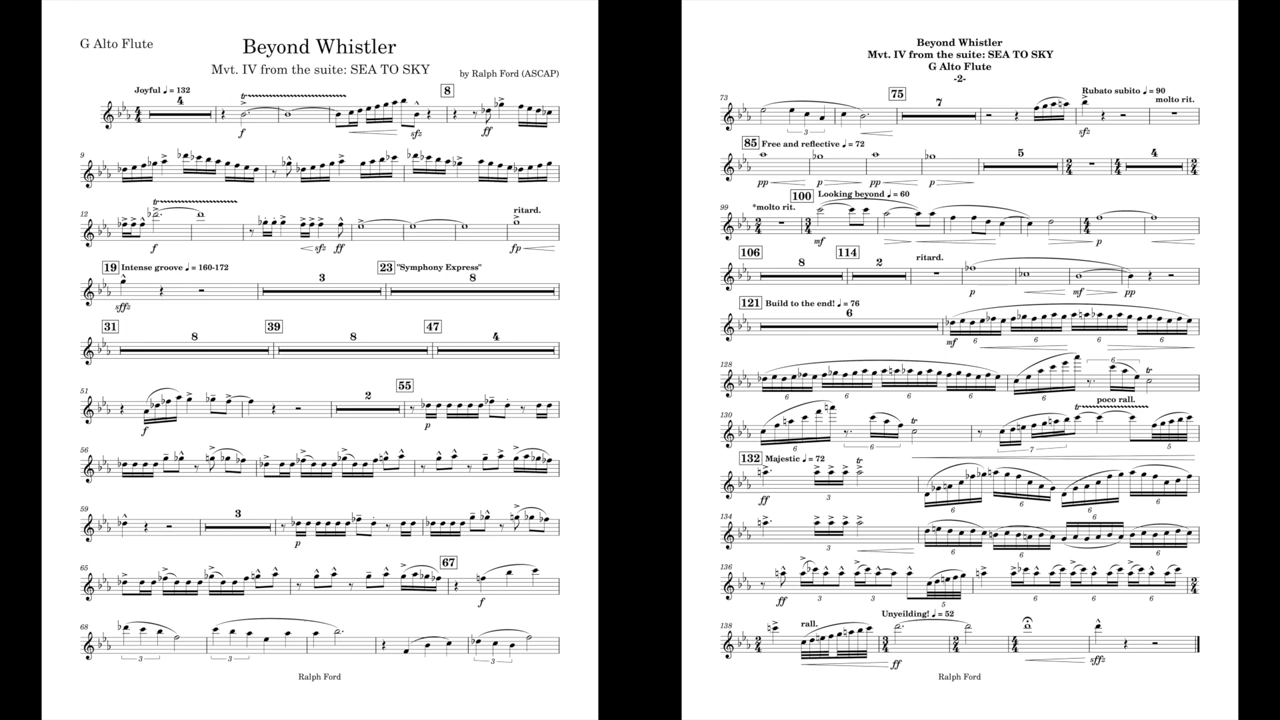 G Alto Flute
Beyond Whistler
Mvt. IV from the suite: SEA TO SKY
by Ralph Ford (ASCAP)
Joyful ♩ = 132
4
8
f
sfz
ff
9
12
ritard.
f
sfz
ff
fp
19 Intense groove ♩ = 160-172
3
23 "Symphony Express"
8
sffz
31
8
39
8
47
4
51
2
55
f
p
56
59
3
p
65
67
f
68
3
3
3
Ralph Ford
Beyond Whistler
Mvt. IV from the suite: SEA TO SKY
G Alto Flute
-2-
73
3
75
7
Rubato subito ♩ = 90
molto rit.
sfz
85 Free and reflective ♩ = 72
5
4
pp
p
pp
p
99
*molto rit.
100 Looking beyond ♩ = 60
mf
p
106
8
114
2
ritard.
p
mf
pp
121 Build to the end! ♩ = 76
6
mf
6
6
6
6
128
6
6
6
6
6
6
tr
130
6
6
tr
7
poco rall.
tr
6
132 Majestic ♩ = 72
ff
3
tr
6
6
6
6
134
3
tr
6
6
6
6
136
ff
3
3
5
6
6
138
rall.
Unyeilding! ♩ = 52
ff
sffz
Ralph Ford